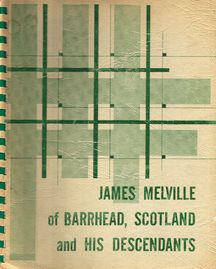 JAMES MELVILLE
of BARRHEAD, SCOTLAND
and HIS DESCENDANTS